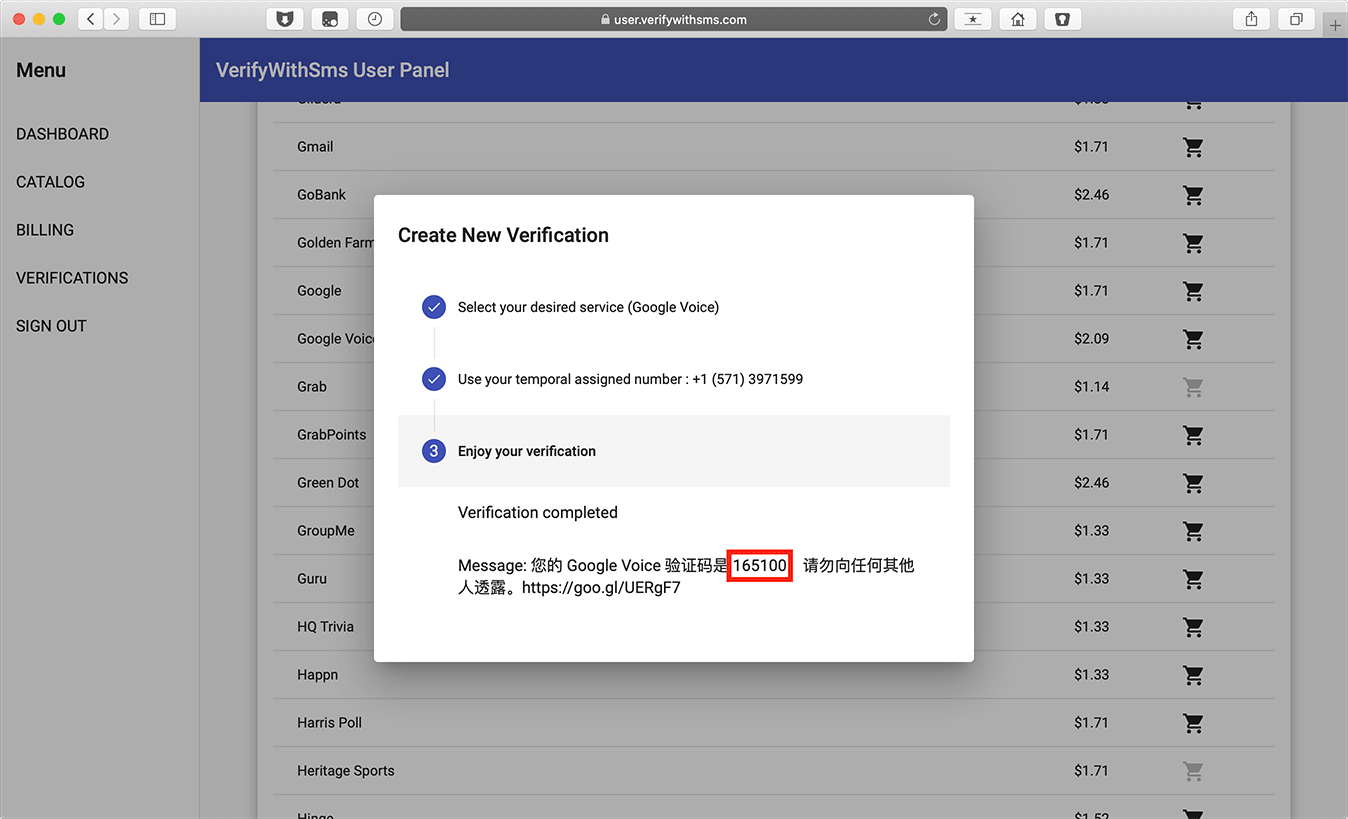 user.verifywithsms.com
Menu
VerifyWithSms User Panel
DASHBOARD
CATALOG
BILLING
VERIFICATIONS
SIGN OUT
Gmail $1.71
GoBank $2.46
Golden Farm $1.71
Google $1.71
Google Voice $2.09
Grab $1.14
GrabPoints $1.71
Green Dot $2.46
GroupMe $1.33
Guru $1.33
HQ Trivia $1.33
Happn $1.33
Harris Poll $1.71
Heritage Sports $1.71
Hinge $1.52
Create New Verification
Select your desired service (Google Voice)
Use your temporal assigned number : +1 (571) 3971599
3 Enjoy your verification
Verification completed
Message: 您的 Google Voice 验证码是 165100 请勿向任何其他
人透露。https://goo.gl/UERgF7